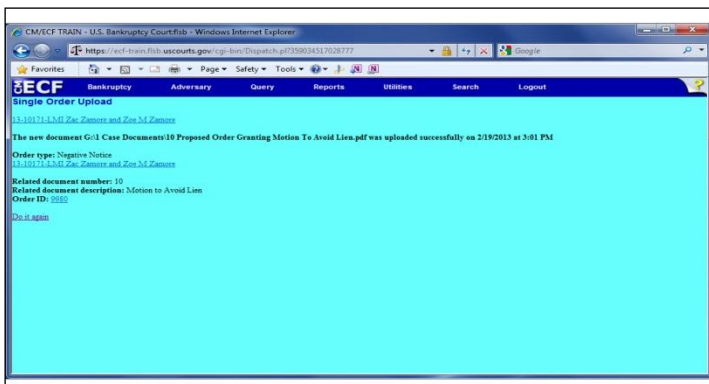 CM/ECF TRAIN - U.S. Bankruptcy Court:flsb - Windows Internet Explorer
https://ecf-train.flsb.uscourts.gov/cgi-bin/Dispatch.pl?359034517028777
Google
Favorites Page Safety Tools
ECF Bankruptcy Adversary Query Reports Utilities Search Logout ?
Single Order Upload
13-10171-LMI Zac Zamore and Zoe M Zamore
The new document G:\1 Case Documents\10 Proposed Order Granting Motion To Avoid Lien.pdf was uploaded successfully on 2/19/2013 at 3:01 PM
Order type: Negative Notice
13-10171-LMI Zac Zamore and Zoe M Zamore
Related document number: 10
Related document description: Motion to Avoid Lien
Order ID: 9980
Do it again